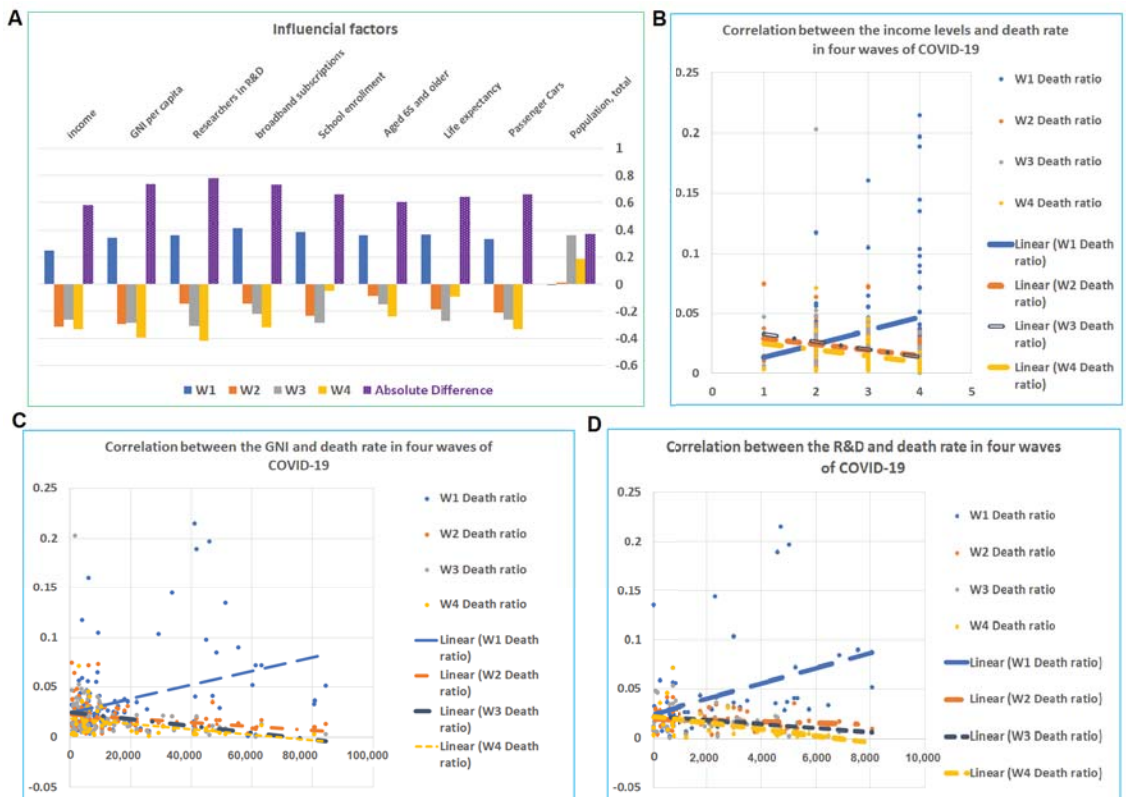 A
Influencial factors
income
GNI per capita
Researchers in R&D
broadband subscriptions
School enrollment
Aged 65 and older
Life expectancy
Passenger Cars
Population, total
1
0.8
0.6
0.4
0.2
0
-0.2
-0.4
-0.6
W1 W2 W3 W4 Absolute Difference
B
Correlation between the income levels and death rate
in four waves of COVID-19
0.25
0.2
0.15
0.1
0.05
0
0 1 2 3 4 5
W1 Death ratio
W2 Death ratio
W3 Death ratio
W4 Death ratio
Linear (W1 Death
ratio)
Linear (W2 Death
ratio)
Linear (W3 Death
ratio)
Linear (W4 Death
ratio)
C
Correlation between the GNI and death rate in four waves of
COVID-19
0.25
0.2
0.15
0.1
0.05
0
-0.05
0 20,000 40,000 60,000 80,000 100,000
W1 Death ratio
W2 Death ratio
W3 Death ratio
W4 Death ratio
Linear (W1 Death
ratio)
Linear (W2 Death
ratio)
Linear (W3 Death
ratio)
Linear (W4 Death
ratio)
D
Correlation between the R&D and death rate in four waves
of COVID-19
0.25
0.2
0.15
0.1
0.05
0
-0.05
0 2,000 4,000 6,000 8,000 10,000
W1 Death ratio
W2 Death ratio
W3 Death ratio
W4 Death ratio
Linear (W1 Death ratio)
Linear (W2 Death ratio)
Linear (W3 Death ratio)
Linear (W4 Death ratio)